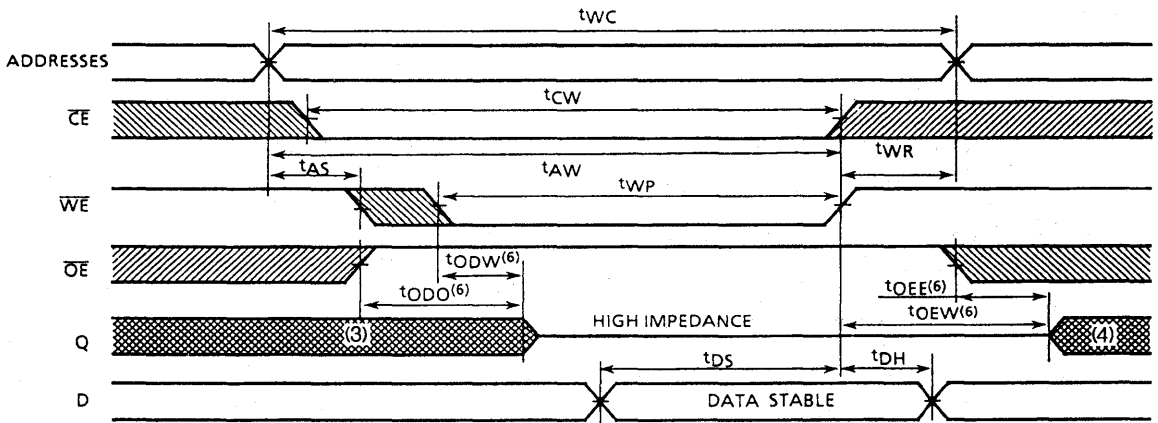 tWC
ADDRESSES
tCW
CE
tWR
tAS
tAW
tWP
WE
OE
tODW(6)
tOEE(6)
tODO(6)
tOEW(6)
HIGH IMPEDANCE
(3)
(4)
Q
tDS
tDH
D
DATA STABLE